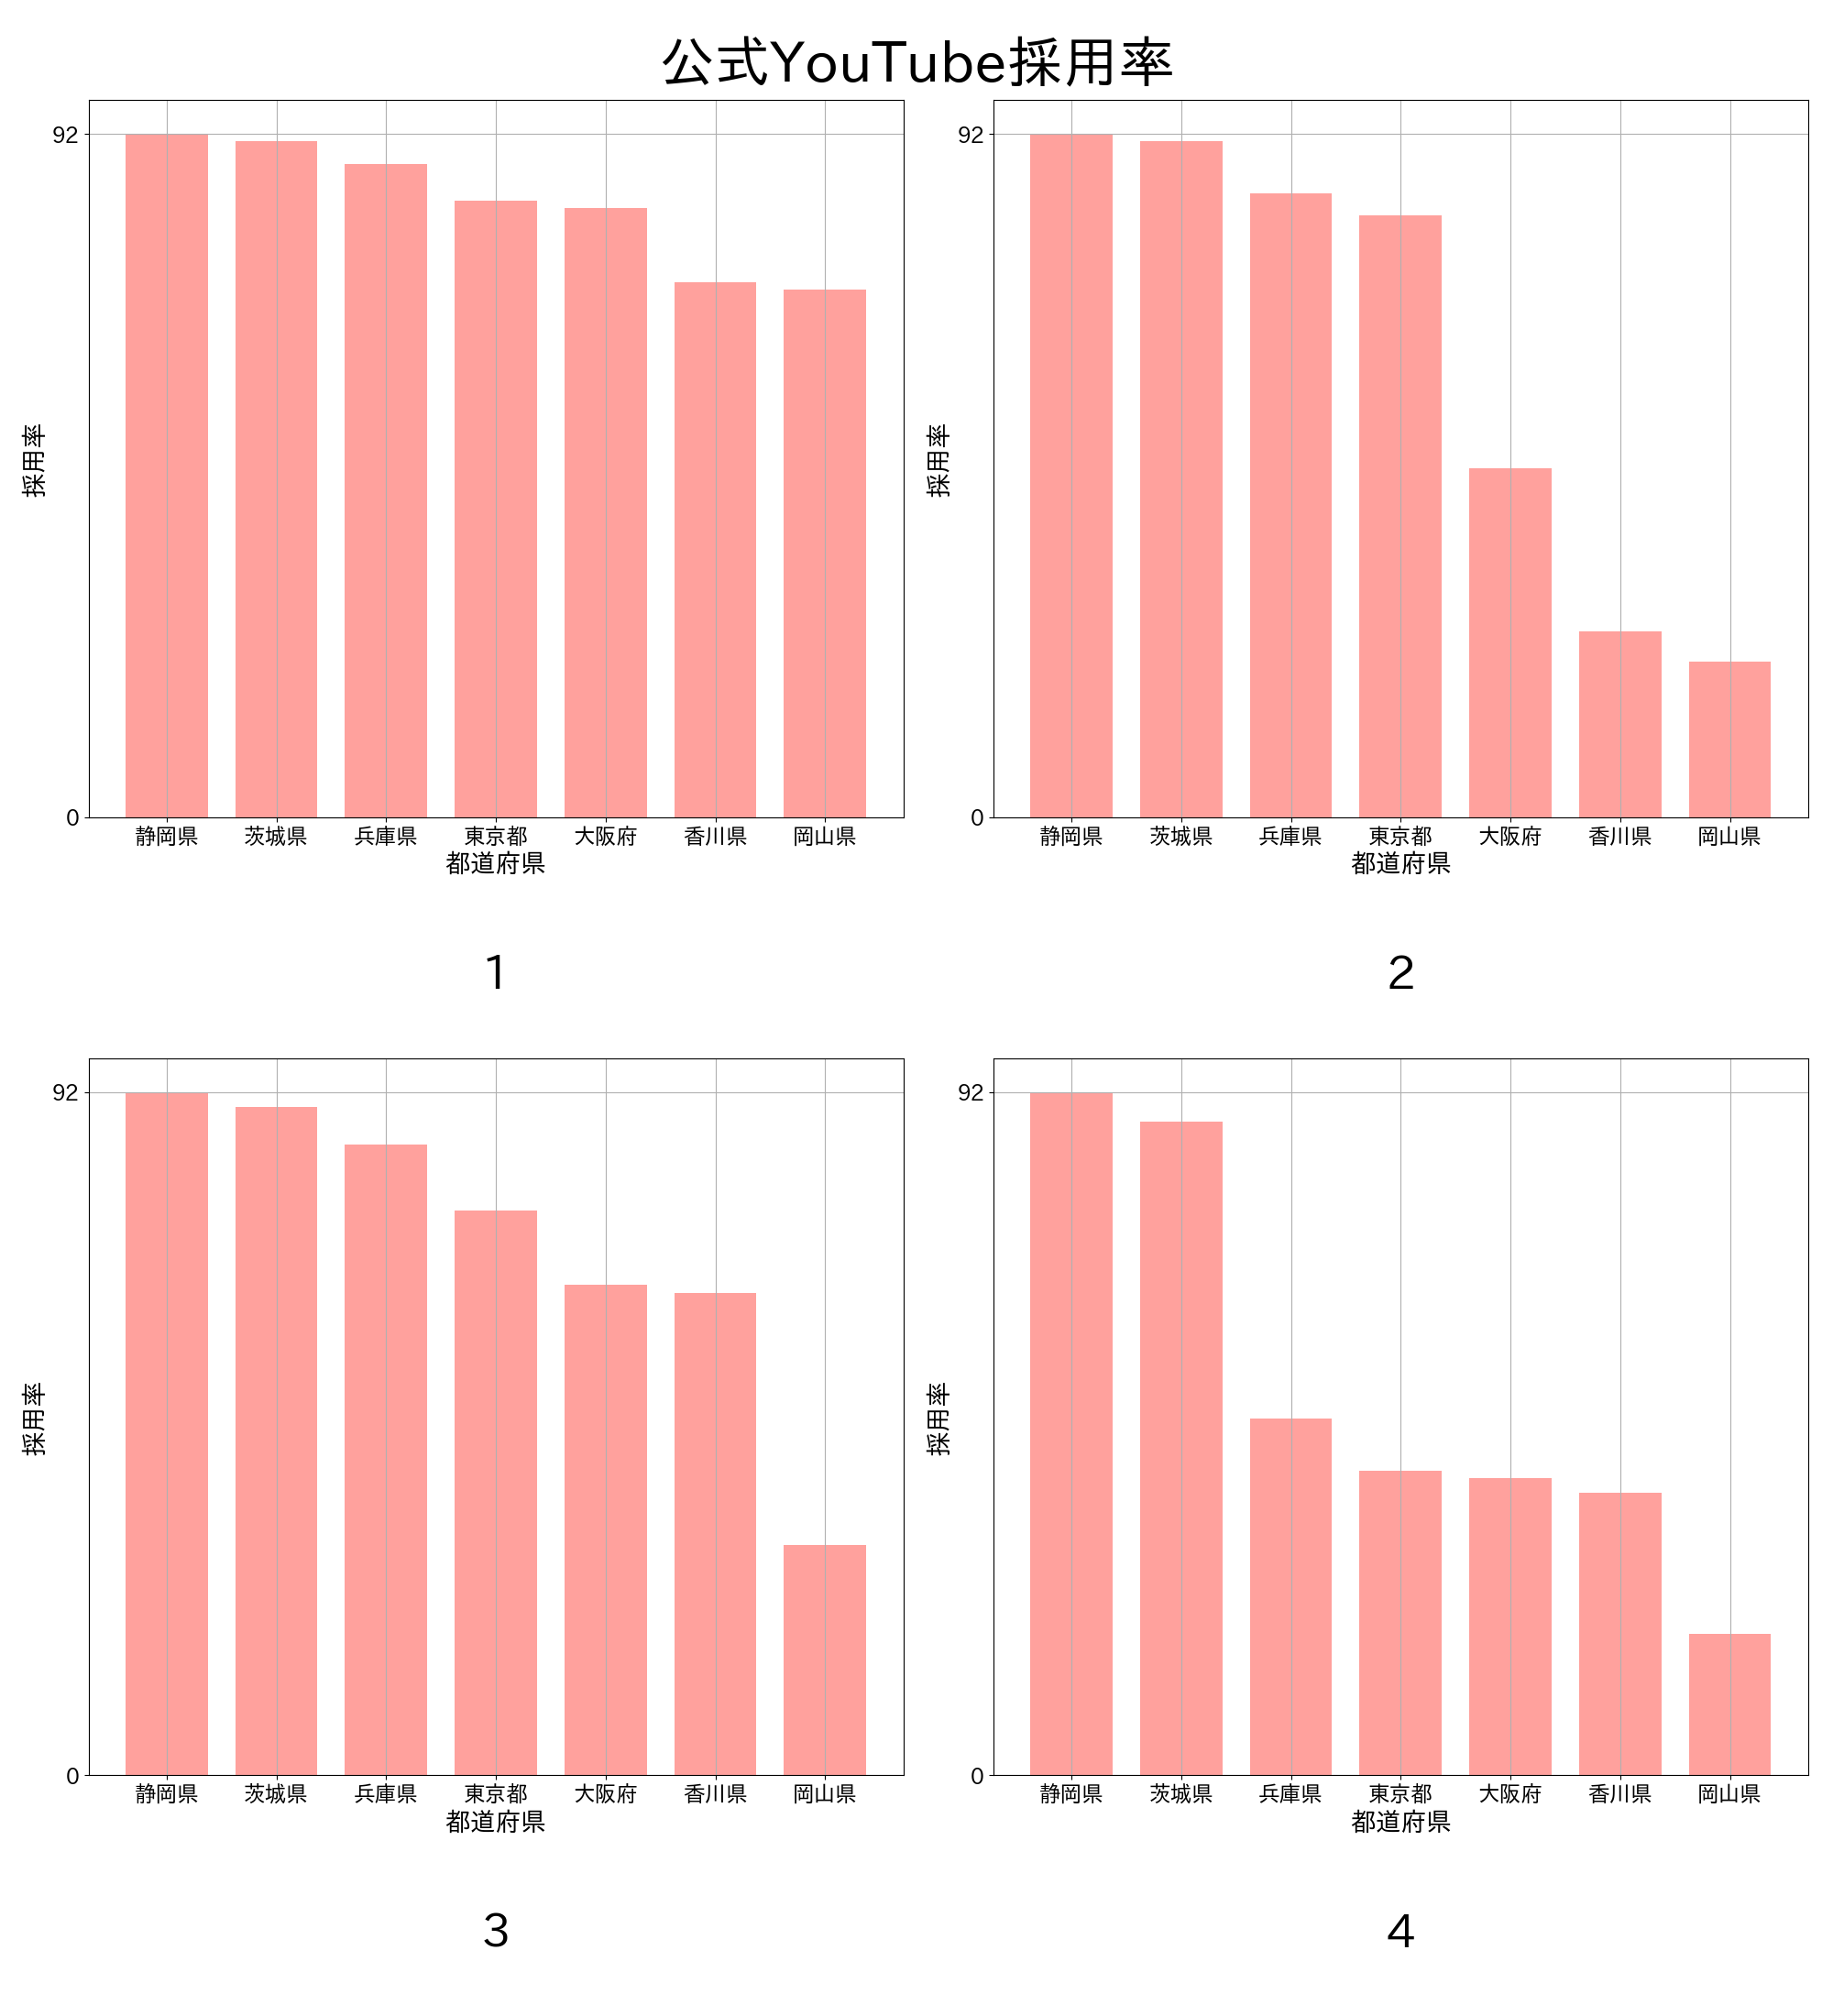 公式YouTube採用率
92
0
採用率
静岡県 茨城県 兵庫県 東京都 大阪府 香川県 岡山県
都道府県
1
92
0
採用率
静岡県 茨城県 兵庫県 東京都 大阪府 香川県 岡山県
都道府県
2
92
0
採用率
静岡県 茨城県 兵庫県 東京都 大阪府 香川県 岡山県
都道府県
3
92
0
採用率
静岡県 茨城県 兵庫県 東京都 大阪府 香川県 岡山県
都道府県
4